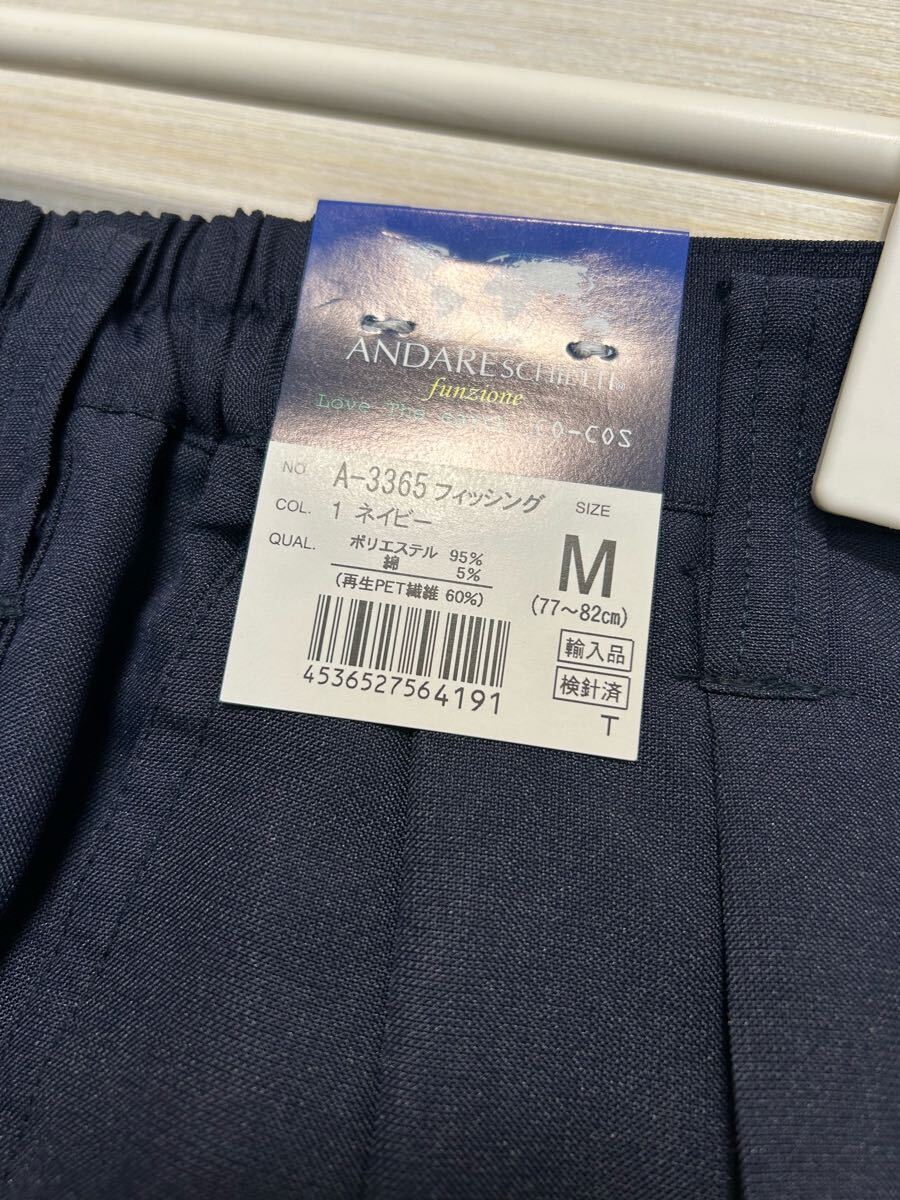 ANDARE SCHIETTI
funzione
Love The earth CO-COS
NO. A-3365 フィッシング
COL. 1 ネイビー
QUAL. ポリエステル 95%
綿 5%
(再生PET繊維 60%)
SIZE
M
(77〜82cm)
輸入品
検針済
T
4536527564191